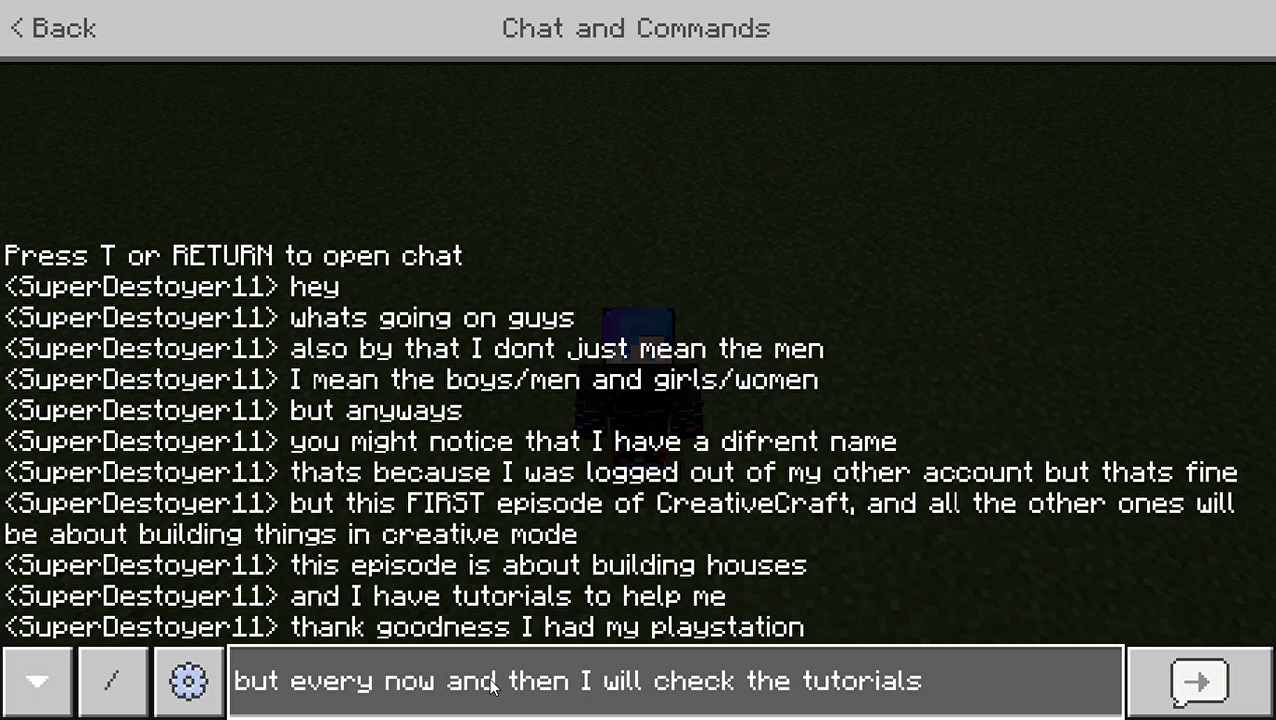 < Back
Chat and Commands
Press T or RETURN to open chat
<SuperDestoyer11> hey
<SuperDestoyer11> whats going on guys
<SuperDestoyer11> also by that I dont just mean the men
<SuperDestoyer11> I mean the boys/men and girls/women
<SuperDestoyer11> but anyways
<SuperDestoyer11> you might notice that I have a difrent name
<SuperDestoyer11> thats because I was logged out of my other account but thats fine
<SuperDestoyer11> but this FIRST episode of CreativeCraft, and all the other ones will
be about building things in creative mode
<SuperDestoyer11> this episode is about building houses
<SuperDestoyer11> and I have tutorials to help me
<SuperDestoyer11> thank goodness I had my playstation
/
but every now and then I will check the tutorials